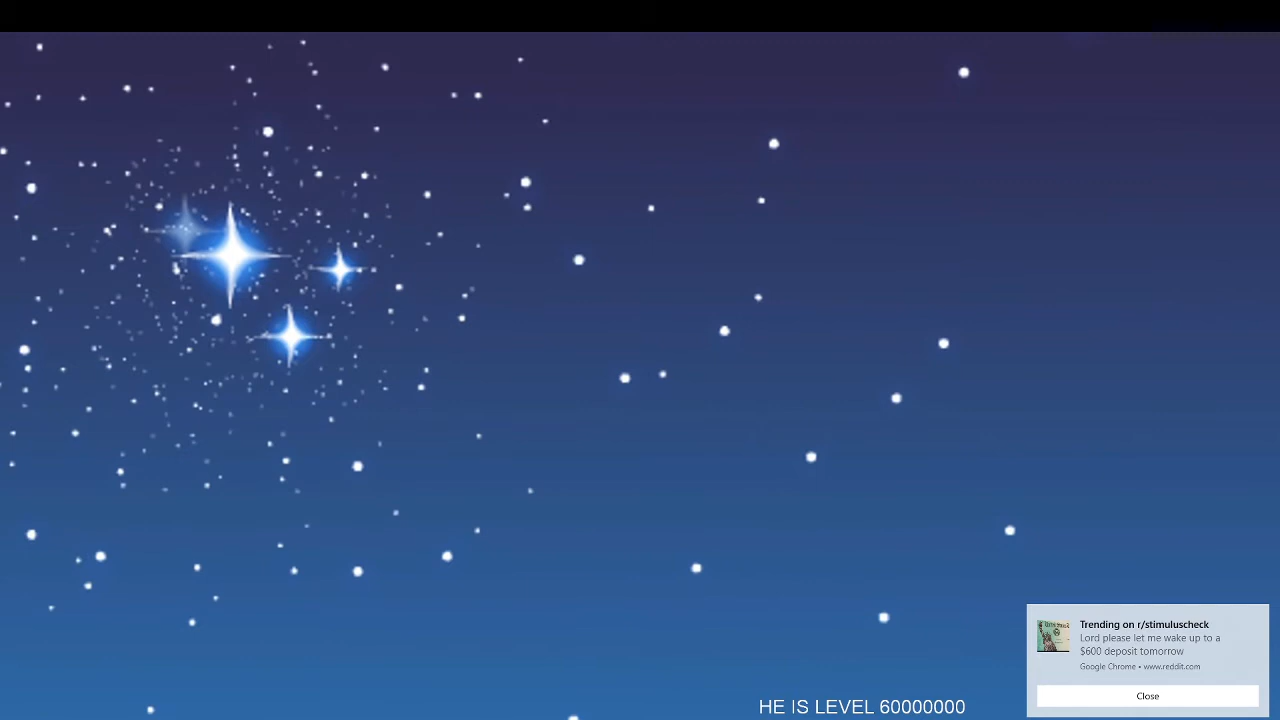 Trending on r/stimuluscheck
Lord please let me wake up to a
$600 deposit tomorrow
Google Chrome • www.reddit.com
Close
HE IS LEVEL 60000000